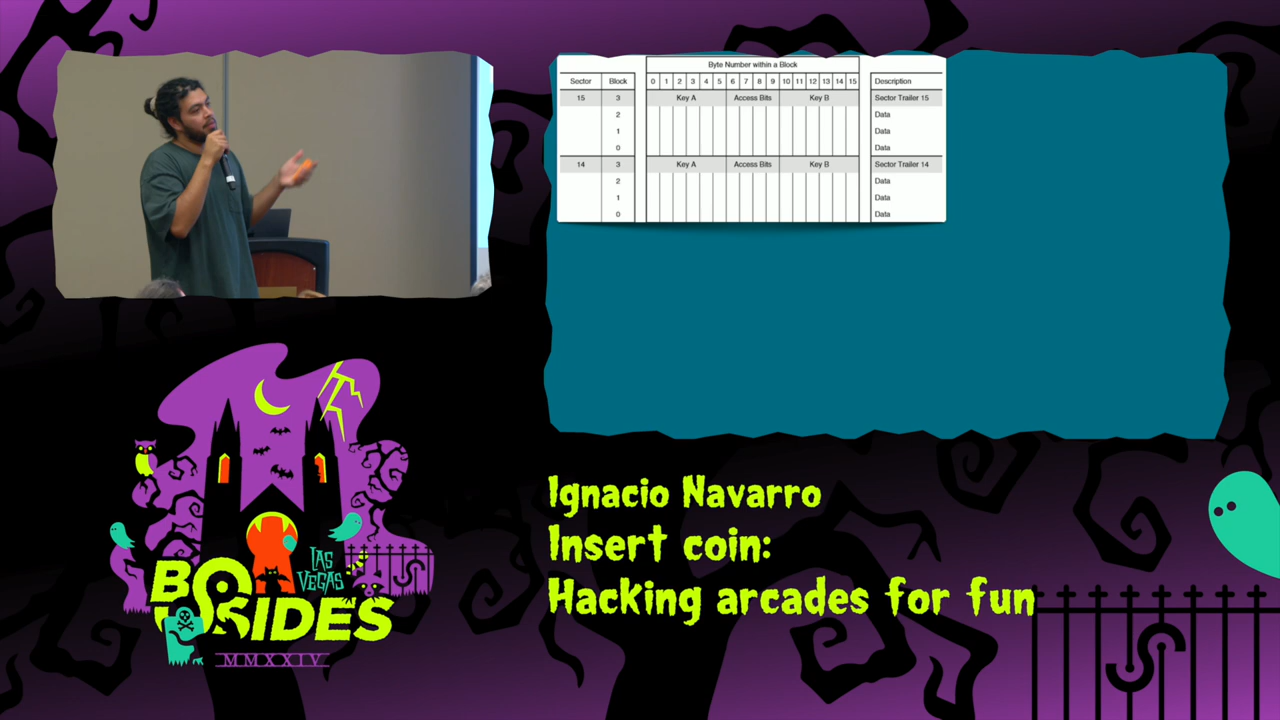 Byte Number within a Block
Sector Block 0 1 2 3 4 5 6 7 8 9 10 11 12 13 14 15 Description
15 3 Key A Access Bits Key B Sector Trailer 15
2 Data
1 Data
0 Data
14 3 Key A Access Bits Key B Sector Trailer 14
2 Data
1 Data
0 Data
Ignacio Navarro
Insert coin:
Hacking arcades for fun
BSIDES
LAS
VEGAS
MMXXIV